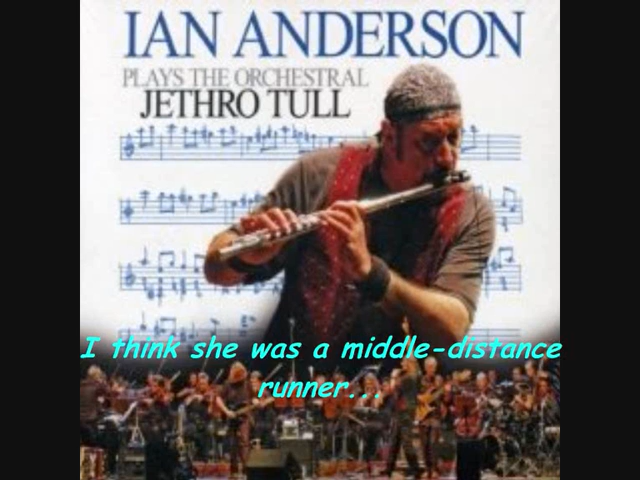 IAN ANDERSON
PLAYS THE ORCHESTRAL
JETHRO TULL
I think she was a middle-distance
runner...